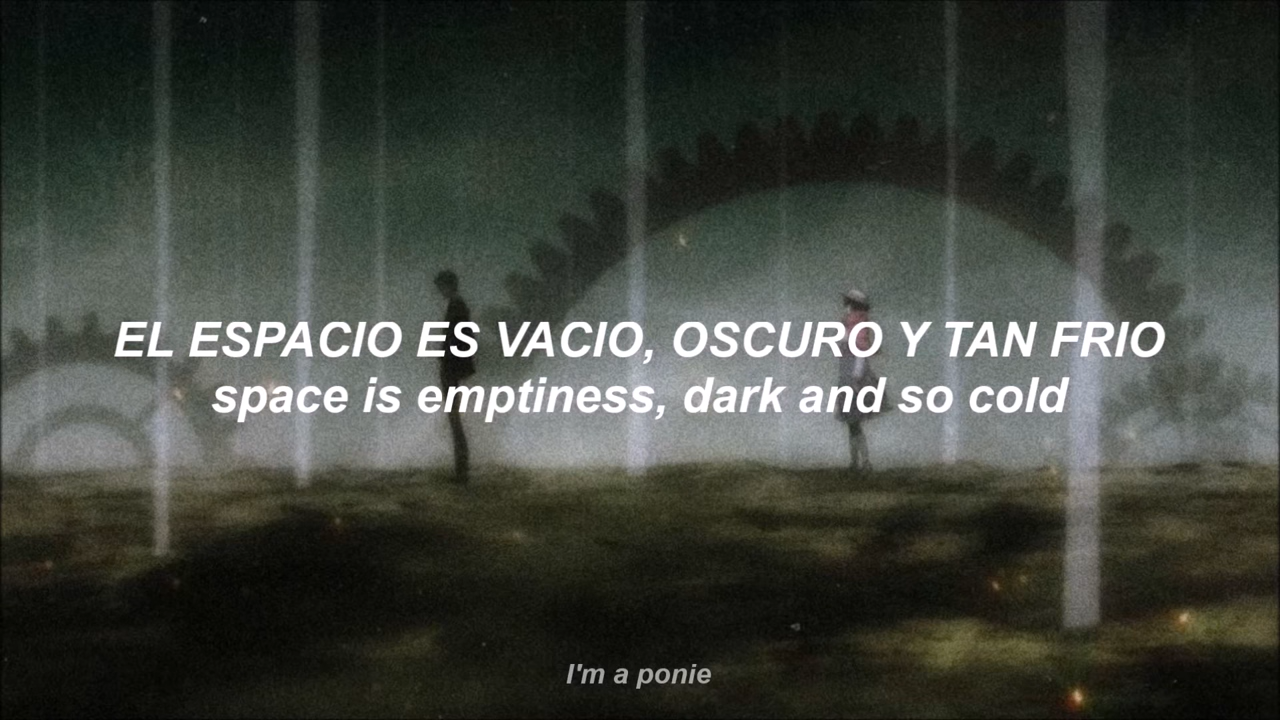 EL ESPACIO ES VACIO, OSCURO Y TAN FRIO
space is emptiness, dark and so cold
I'm a ponie